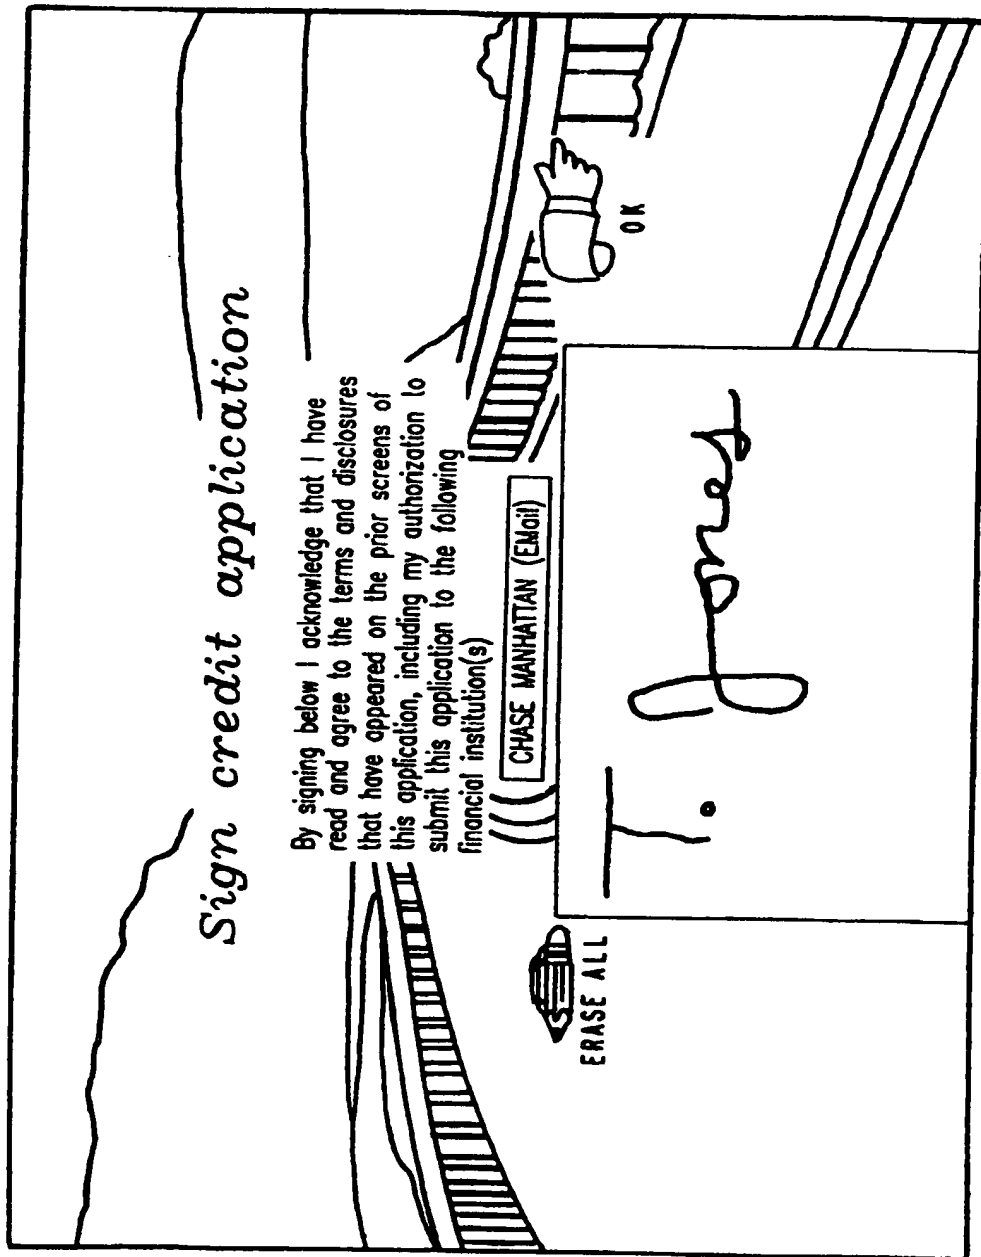 Sign credit application
By signing below I acknowledge that I have
read and agree to the terms and disclosures
that have appeared on the prior screens of
this application, including my authorization to
submit this application to the following
financial institution(s)
CHASE MANHATTAN (EMail)
ERASE ALL
T. Jones
OK